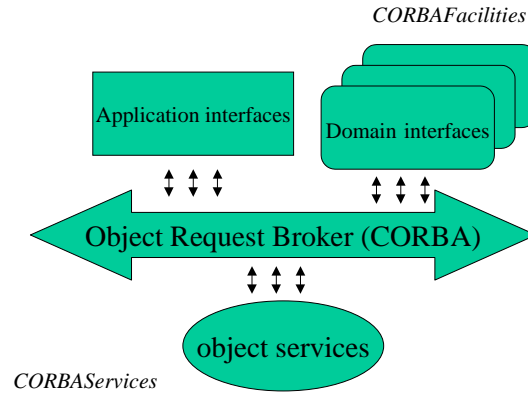 CORBAFacilities
Application interfaces
Domain interfaces
Object Request Broker (CORBA)
object services
CORBAServices